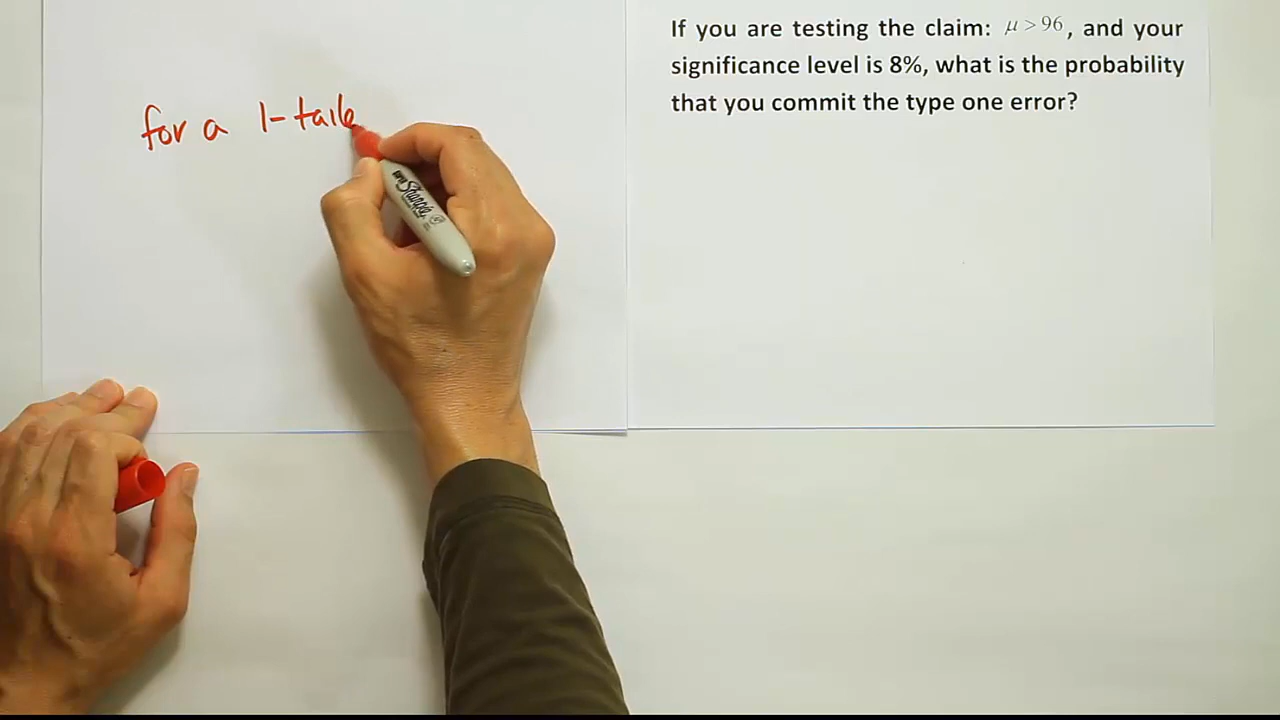 for a 1-taile
If you are testing the claim: μ > 96, and your
significance level is 8%, what is the probability
that you commit the type one error?
Sharpie